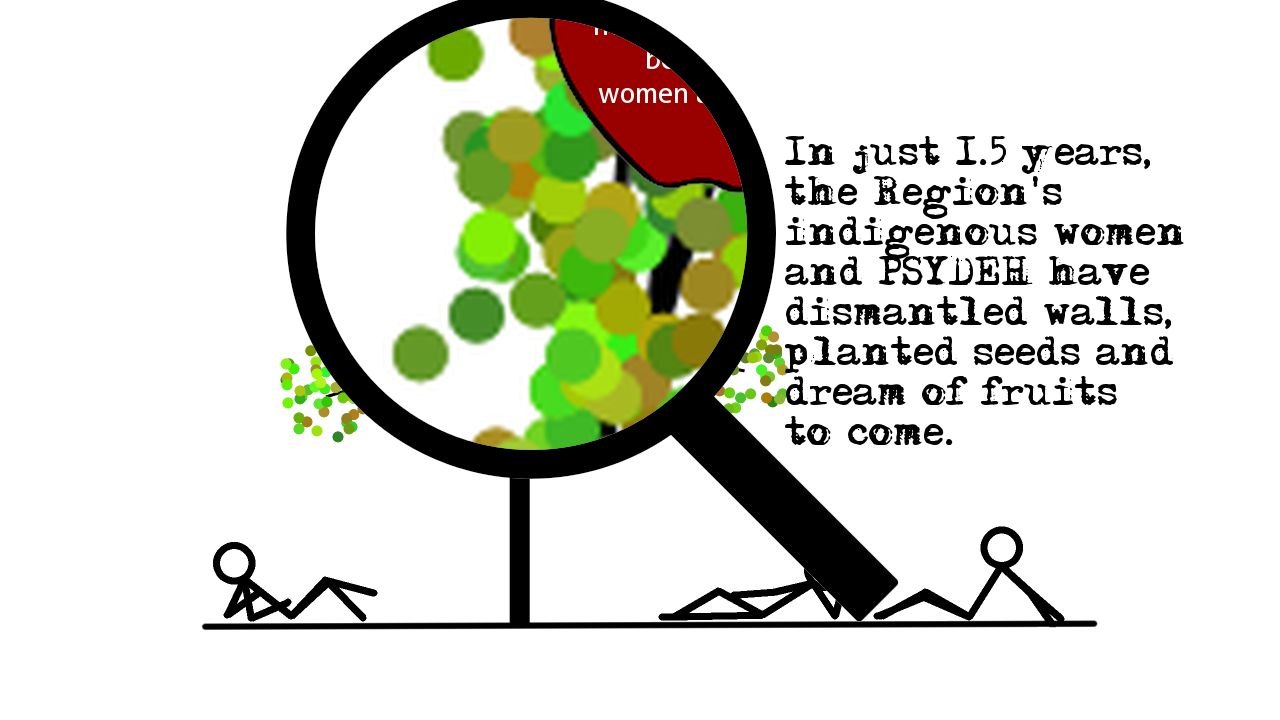 women
In just 1.5 years,
the Region's
indigenous women
and PSYDEH have
dismantled walls,
planted seeds and
dream of fruits
to come.